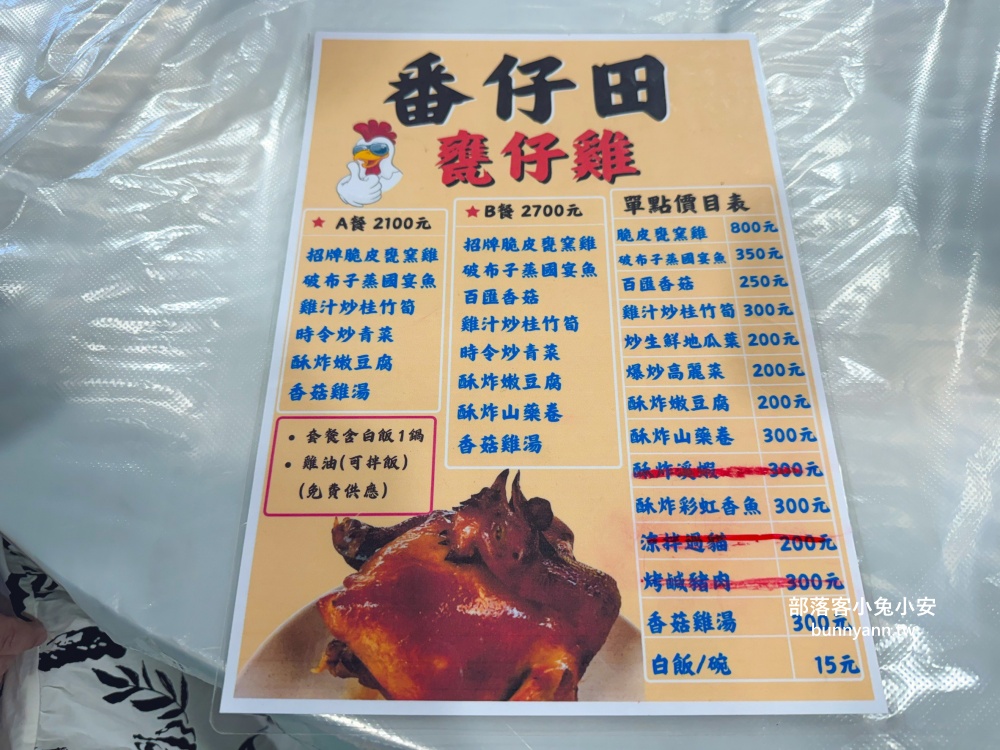 番仔田
甕仔雞
★ A餐 2100元
招牌脆皮甕窯雞
破布子蒸國宴魚
雞汁炒桂竹筍
時令炒青菜
酥炸嫩豆腐
香菇雞湯
• 套餐含白飯1鍋
• 雞油(可拌飯)
(免費供應)
★ B餐 2700元
招牌脆皮甕窯雞
破布子蒸國宴魚
百匯香菇
雞汁炒桂竹筍
時令炒青菜
酥炸嫩豆腐
酥炸山藥卷
香菇雞湯
單點價目表
脆皮甕窯雞 800元
破布子蒸國宴魚 350元
百匯香菇 250元
雞汁炒桂竹筍 300元
炒生鮮地瓜葉 200元
爆炒高麗菜 200元
酥炸嫩豆腐 200元
酥炸山藥卷 300元
酥炸溪蝦 300元
酥炸彩虹香魚 300元
涼拌過貓 200元
烤鹹豬肉 300元
香菇雞湯 300元
白飯/碗 15元
部落客小兔小安
bunnyann.tw